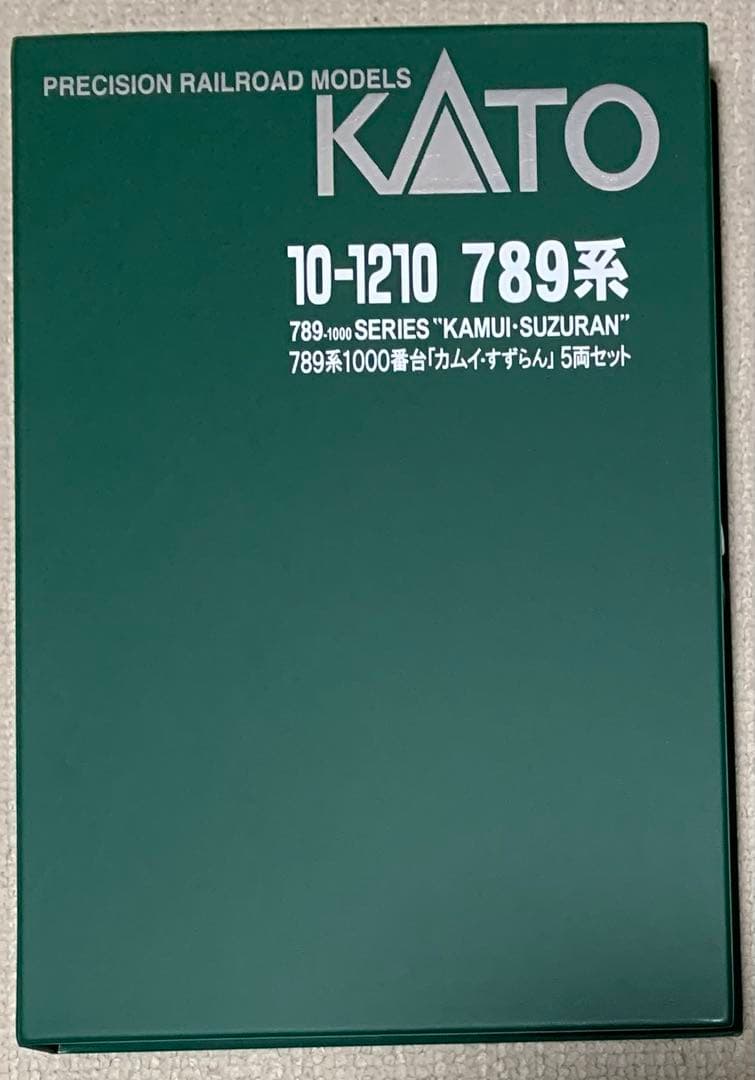 PRECISION RAILROAD MODELS
KATO
10-1210 789系
789-1000 SERIES "KAMUI･SUZURAN"
789系1000番台｢カムイ･すずらん｣ 5両セット